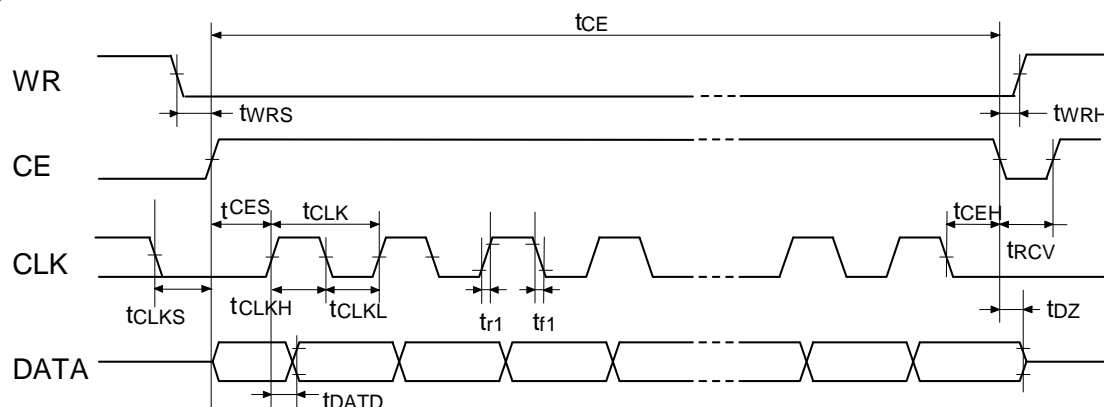 tCE
WR
tWRS
tWRH
CE
tCES
tCLK
tCEH
CLK
tRCV
tCLKS
tCLKH
tCLKL
tr1
tf1
tDZ
DATA
tDATD